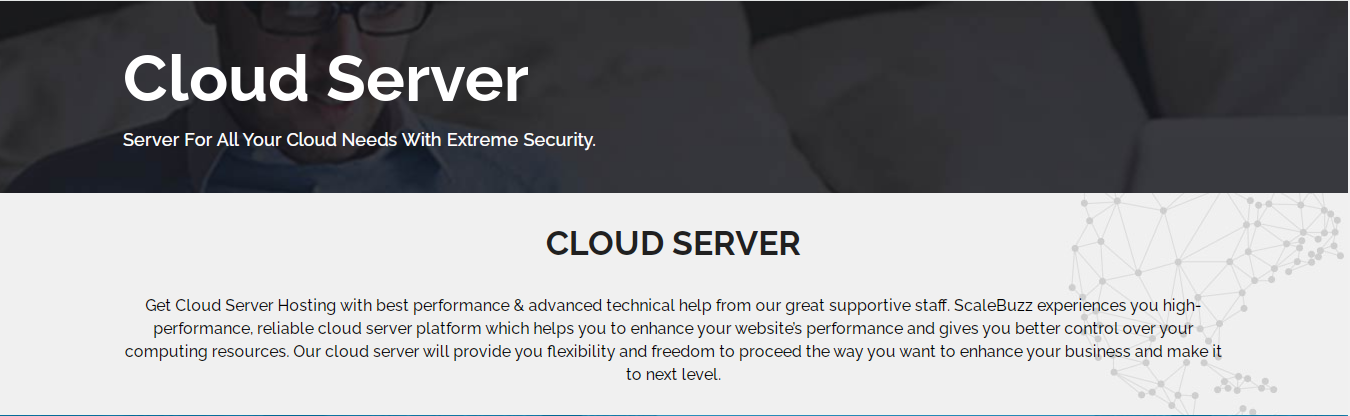 Cloud Server
Server For All Your Cloud Needs With Extreme Security.
CLOUD SERVER
Get Cloud Server Hosting with best performance & advanced technical help from our great supportive staff. ScaleBuzz experiences you high-
performance, reliable cloud server platform which helps you to enhance your website's performance and gives you better control over your
computing resources. Our cloud server will provide you flexibility and freedom to proceed the way you want to enhance your business and make it
to next level.